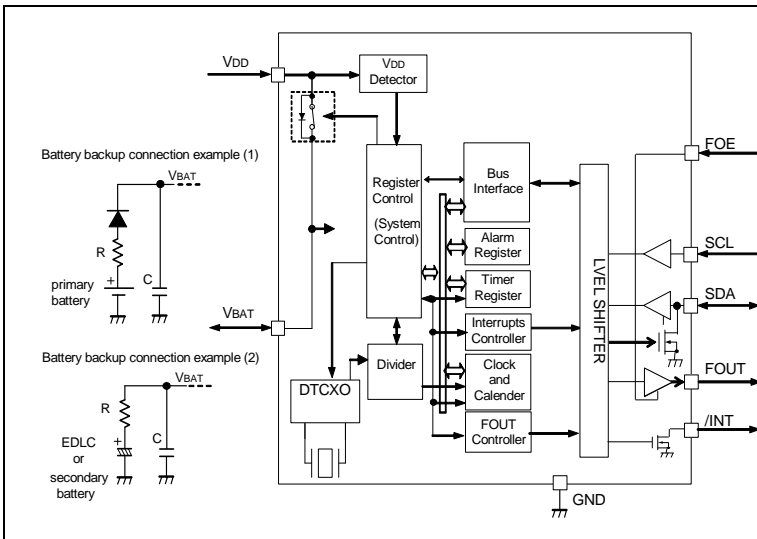 VDD
VDD
Detector
FOE
Battery backup connection example (1)
VBAT
Register
Control
(System
Control)
Bus
Interface
Alarm
Register
SCL
R
+
C
primary
battery
Timer
Register
LVEL SHIFTER
SDA
VBAT
Interrupts
Controller
Battery backup connection example (2)
VBAT
Divider
Clock
and
Calender
FOUT
R
DTCXO
+
C
EDLC
or
secondary
battery
FOUT
Controller
/INT
GND